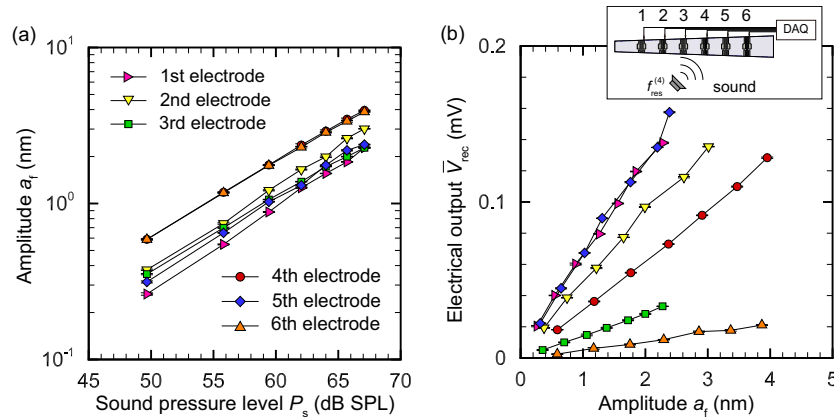 (a)
10¹
1st electrode
2nd electrode
3rd electrode
10⁰
4th electrode
5th electrode
6th electrode
10⁻¹
45 50 55 60 65 70
Amplitude a_f (nm)
Sound pressure level P_s (dB SPL)
(b)
1 2 3 4 5 6
DAQ
f_res^(4)
sound
0.2
0.1
0
0 1 2 3 4 5
Electrical output V̅_rec (mV)
Amplitude a_f (nm)